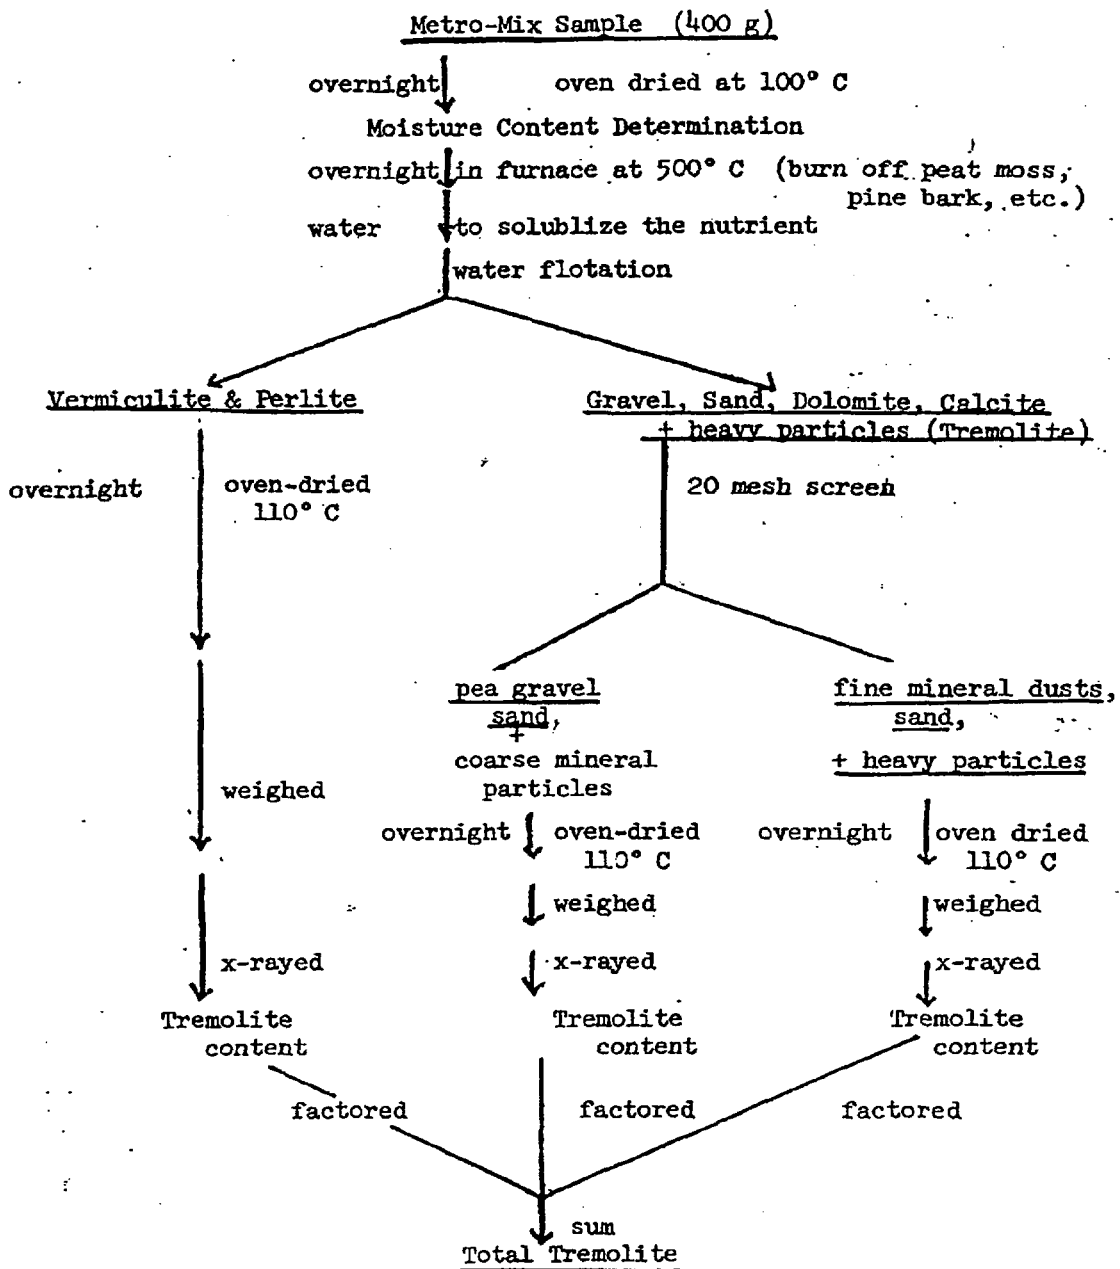 Metro-Mix Sample (400 g)
overnight oven dried at 100° C
Moisture Content Determination
overnight in furnace at 500° C (burn off peat moss,
pine bark, etc.)
water to solublize the nutrient
water flotation
Vermiculite & Perlite
Gravel, Sand, Dolomite, Calcite
+ heavy particles (Tremolite)
overnight oven-dried
110° C
20 mesh screen
pea gravel
sand,
+
coarse mineral
particles
fine mineral dusts,
sand,
+ heavy particles
weighed
overnight oven-dried
110° C
overnight oven dried
110° C
weighed
weighed
x-rayed
x-rayed
x-rayed
Tremolite
content
Tremolite
content
Tremolite
content
factored
factored
factored
sum
Total Tremolite